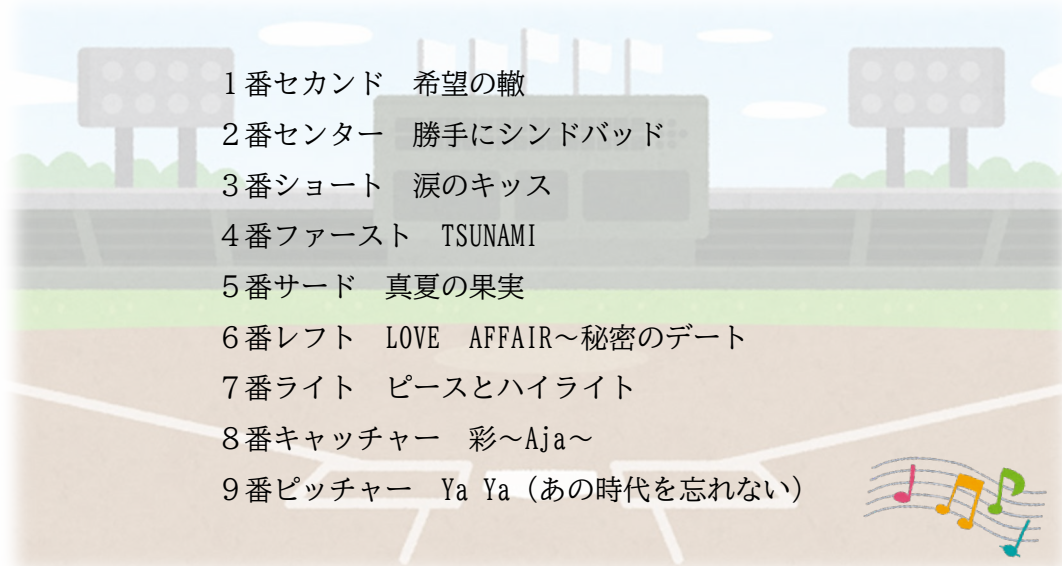 １番セカンド　希望の轍
２番センター　勝手にシンドバッド
３番ショート　涙のキッス
４番ファースト　TSUNAMI
５番サード　真夏の果実
６番レフト　LOVE　AFFAIR～秘密のデート
７番ライト　ピースとハイライト
８番キャッチャー　彩～Aja～
９番ピッチャー　Ya Ya（あの時代を忘れない）